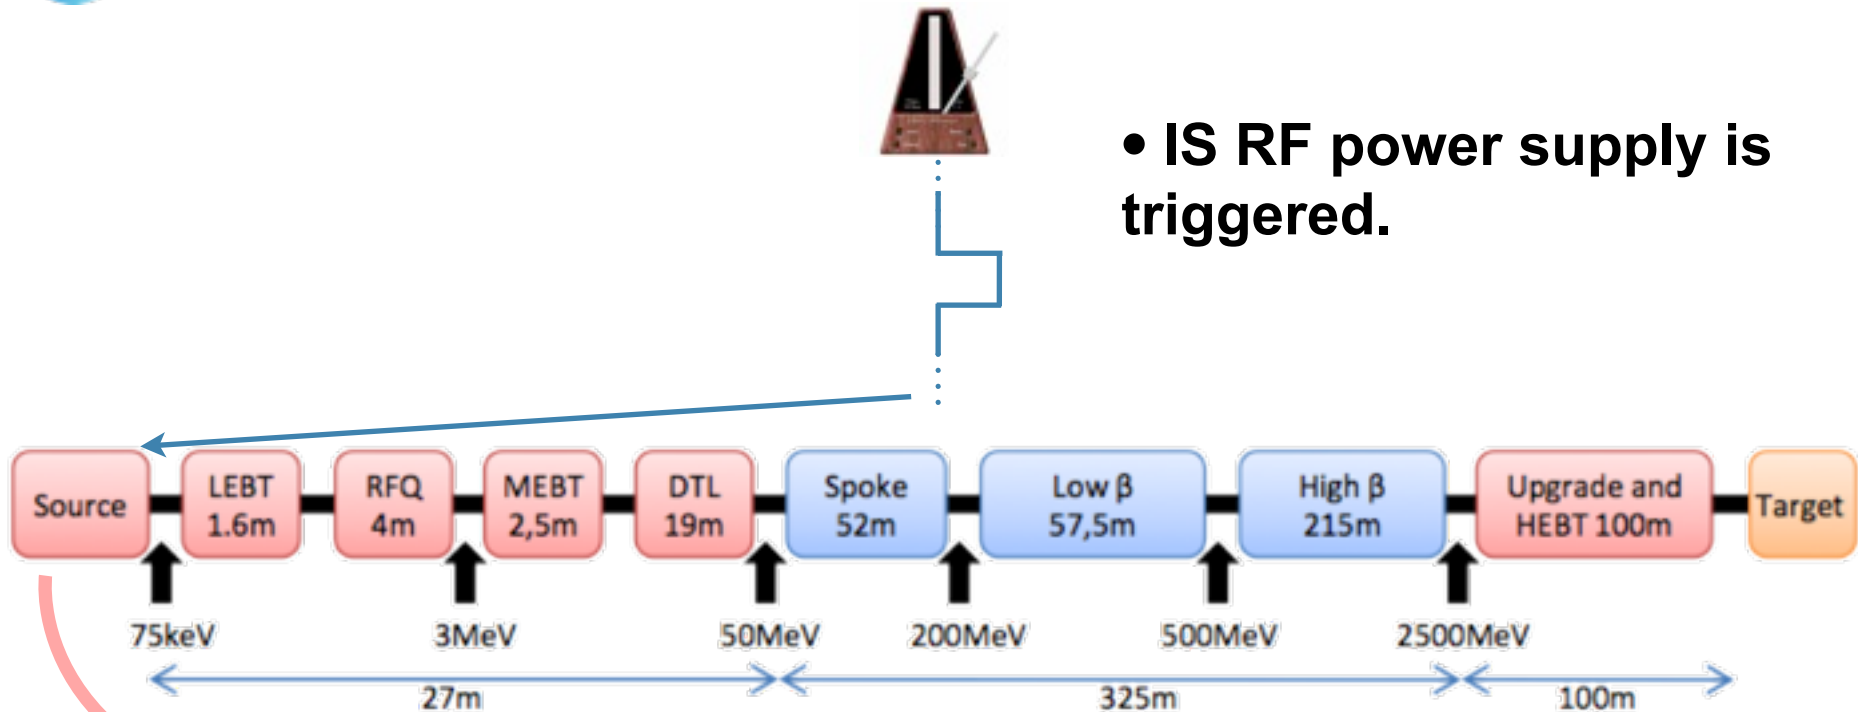 • IS RF power supply is
triggered.
Source
LEBT
1.6m
RFQ
4m
MEBT
2,5m
DTL
19m
Spoke
52m
Low β
57,5m
High β
215m
Upgrade and
HEBT 100m
Target
75keV
3MeV
50MeV
200MeV
500MeV
2500MeV
27m
325m
100m